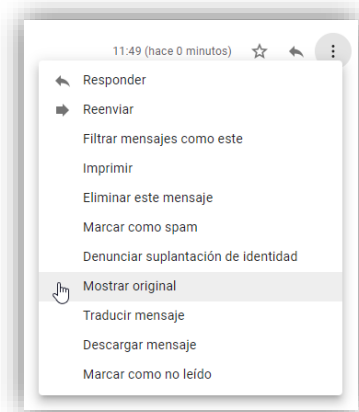 11:49 (hace 0 minutos)
Responder
Reenviar
Filtrar mensajes como este
Imprimir
Eliminar este mensaje
Marcar como spam
Denunciar suplantación de identidad
Mostrar original
Traducir mensaje
Descargar mensaje
Marcar como no leído